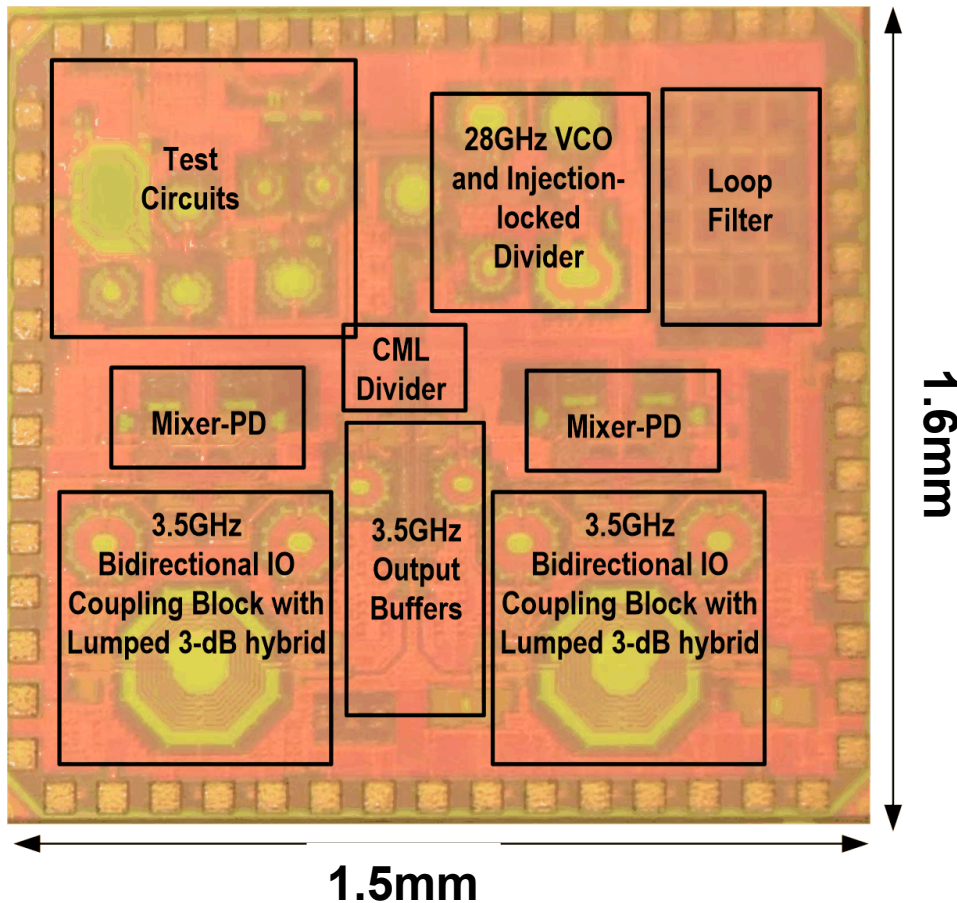 Test
Circuits
28GHz VCO
and Injection-
locked
Divider
Loop
Filter
CML
Divider
Mixer-PD
Mixer-PD
3.5GHz
Bidirectional IO
Coupling Block with
Lumped 3-dB hybrid
3.5GHz
Output
Buffers
3.5GHz
Bidirectional IO
Coupling Block with
Lumped 3-dB hybrid
1.6mm
1.5mm